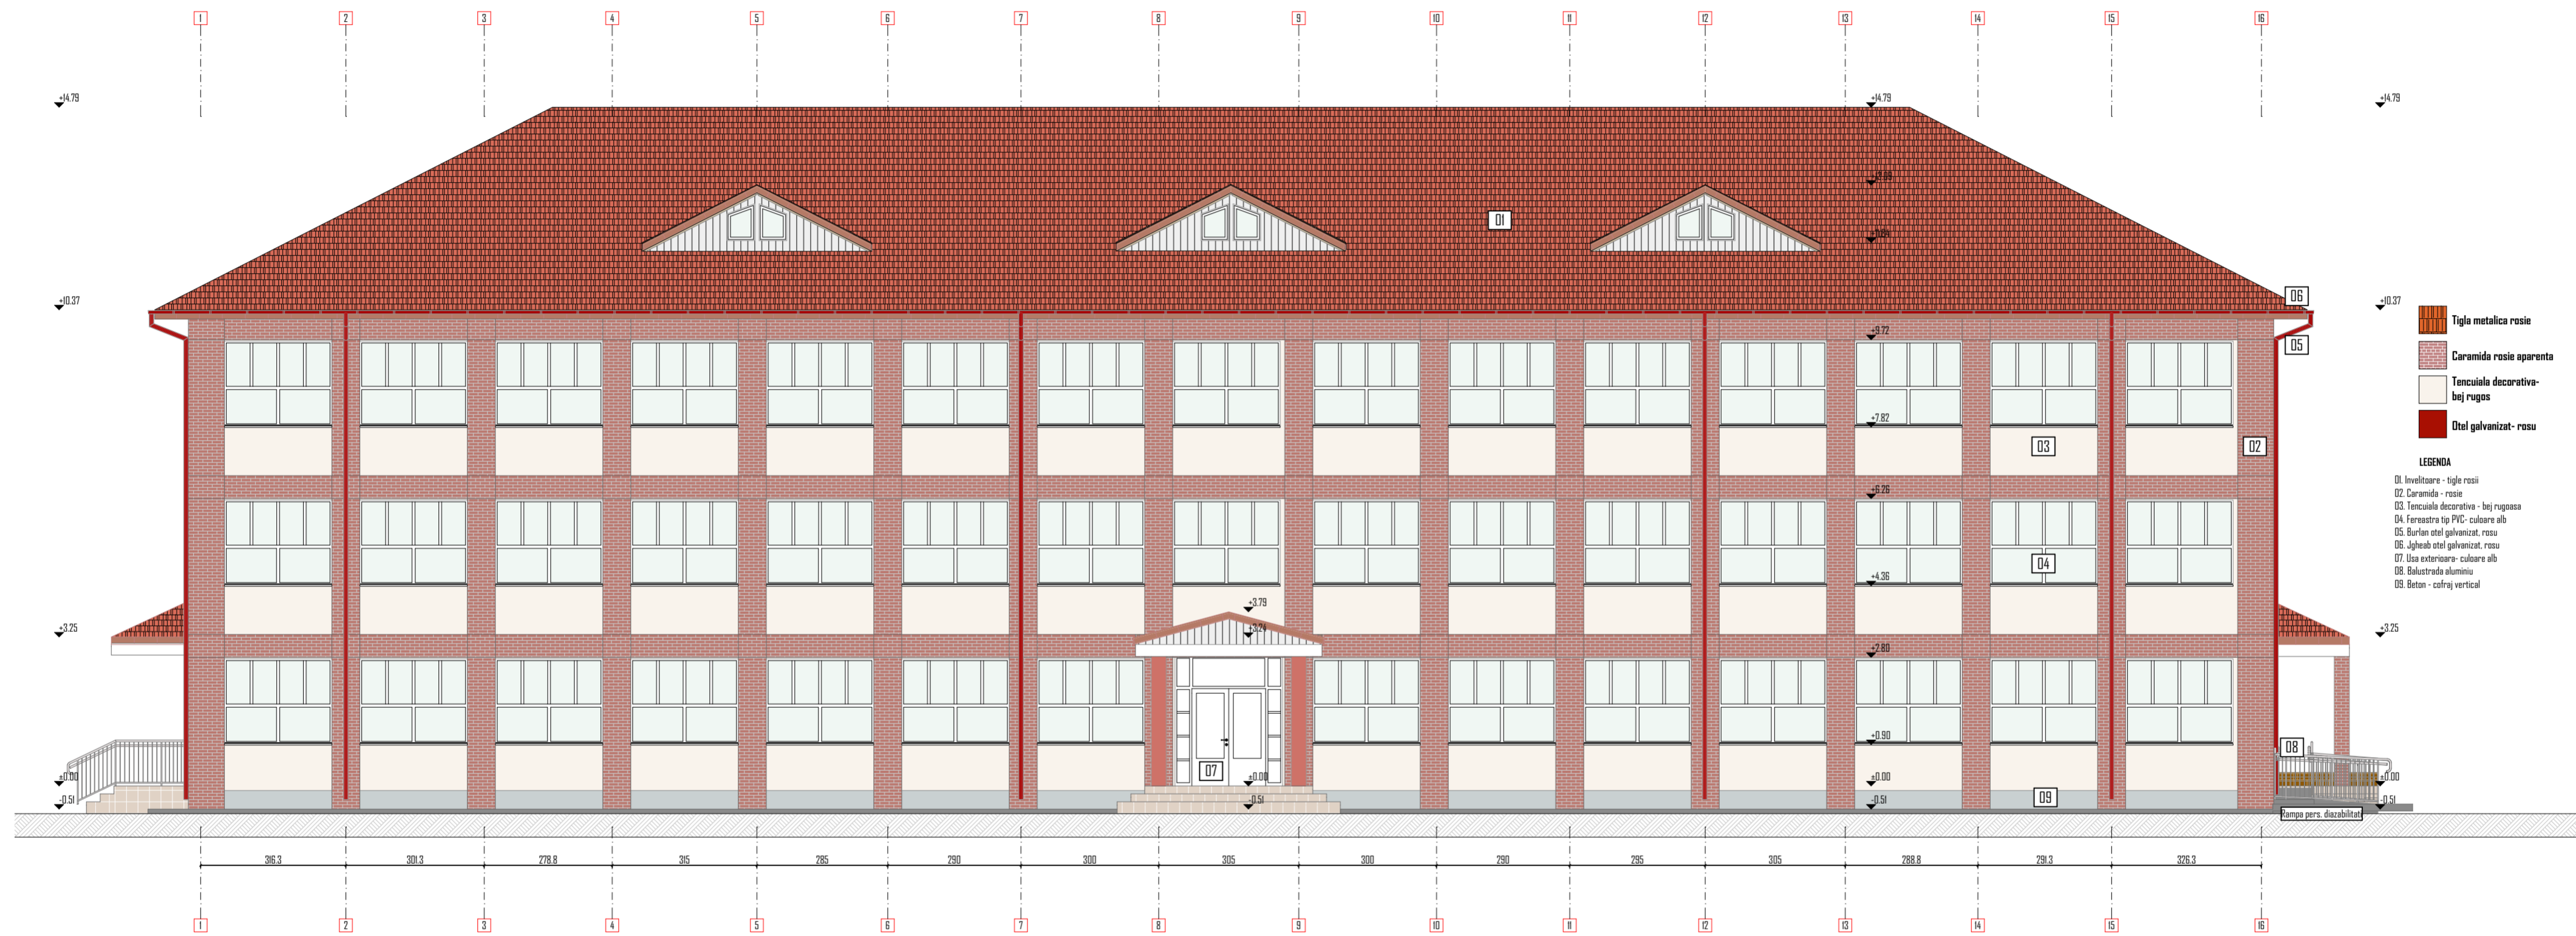 1 2 3 4 5 6 7 8 9 10 11 12 13 14 15 16
+14.79 +14.79 +14.79
01
+10.37 06 +10.37
Tigla metalica rosie
+9.72 05
Caramida rosie aparenta
Tencuiala decorativa-
bej rugos
+7.82
Otel galvanizat- rosu
03 02
LEGENDA
01. Invelitoare - tigle rosii
02. Caramida - rosie
03. Tencuiala decorativa - bej rugoasa
04. Fereastra tip PVC- culoare alb
05. Burlan otel galvanizat, rosu
06. Jgheab otel galvanizat, rosu
07. Usa exterioara- culoare alb
08. Balustrada aluminiu
09. Beton - cofraj vertical
+6.26
04
+4.36
+3.79
+3.25 +3.24 +3.25
+2.80
+0.90 08
07
±0.00 ±0.00 ±0.00 ±0.00
-0.51 -0.51 -0.51 09 -0.51
Rampa pers. diazabilitati
316.3 301.3 278.8 315 285 290 300 305 300 290 295 305 288.8 291.3 326.3
1 2 3 4 5 6 7 8 9 10 11 12 13 14 15 16